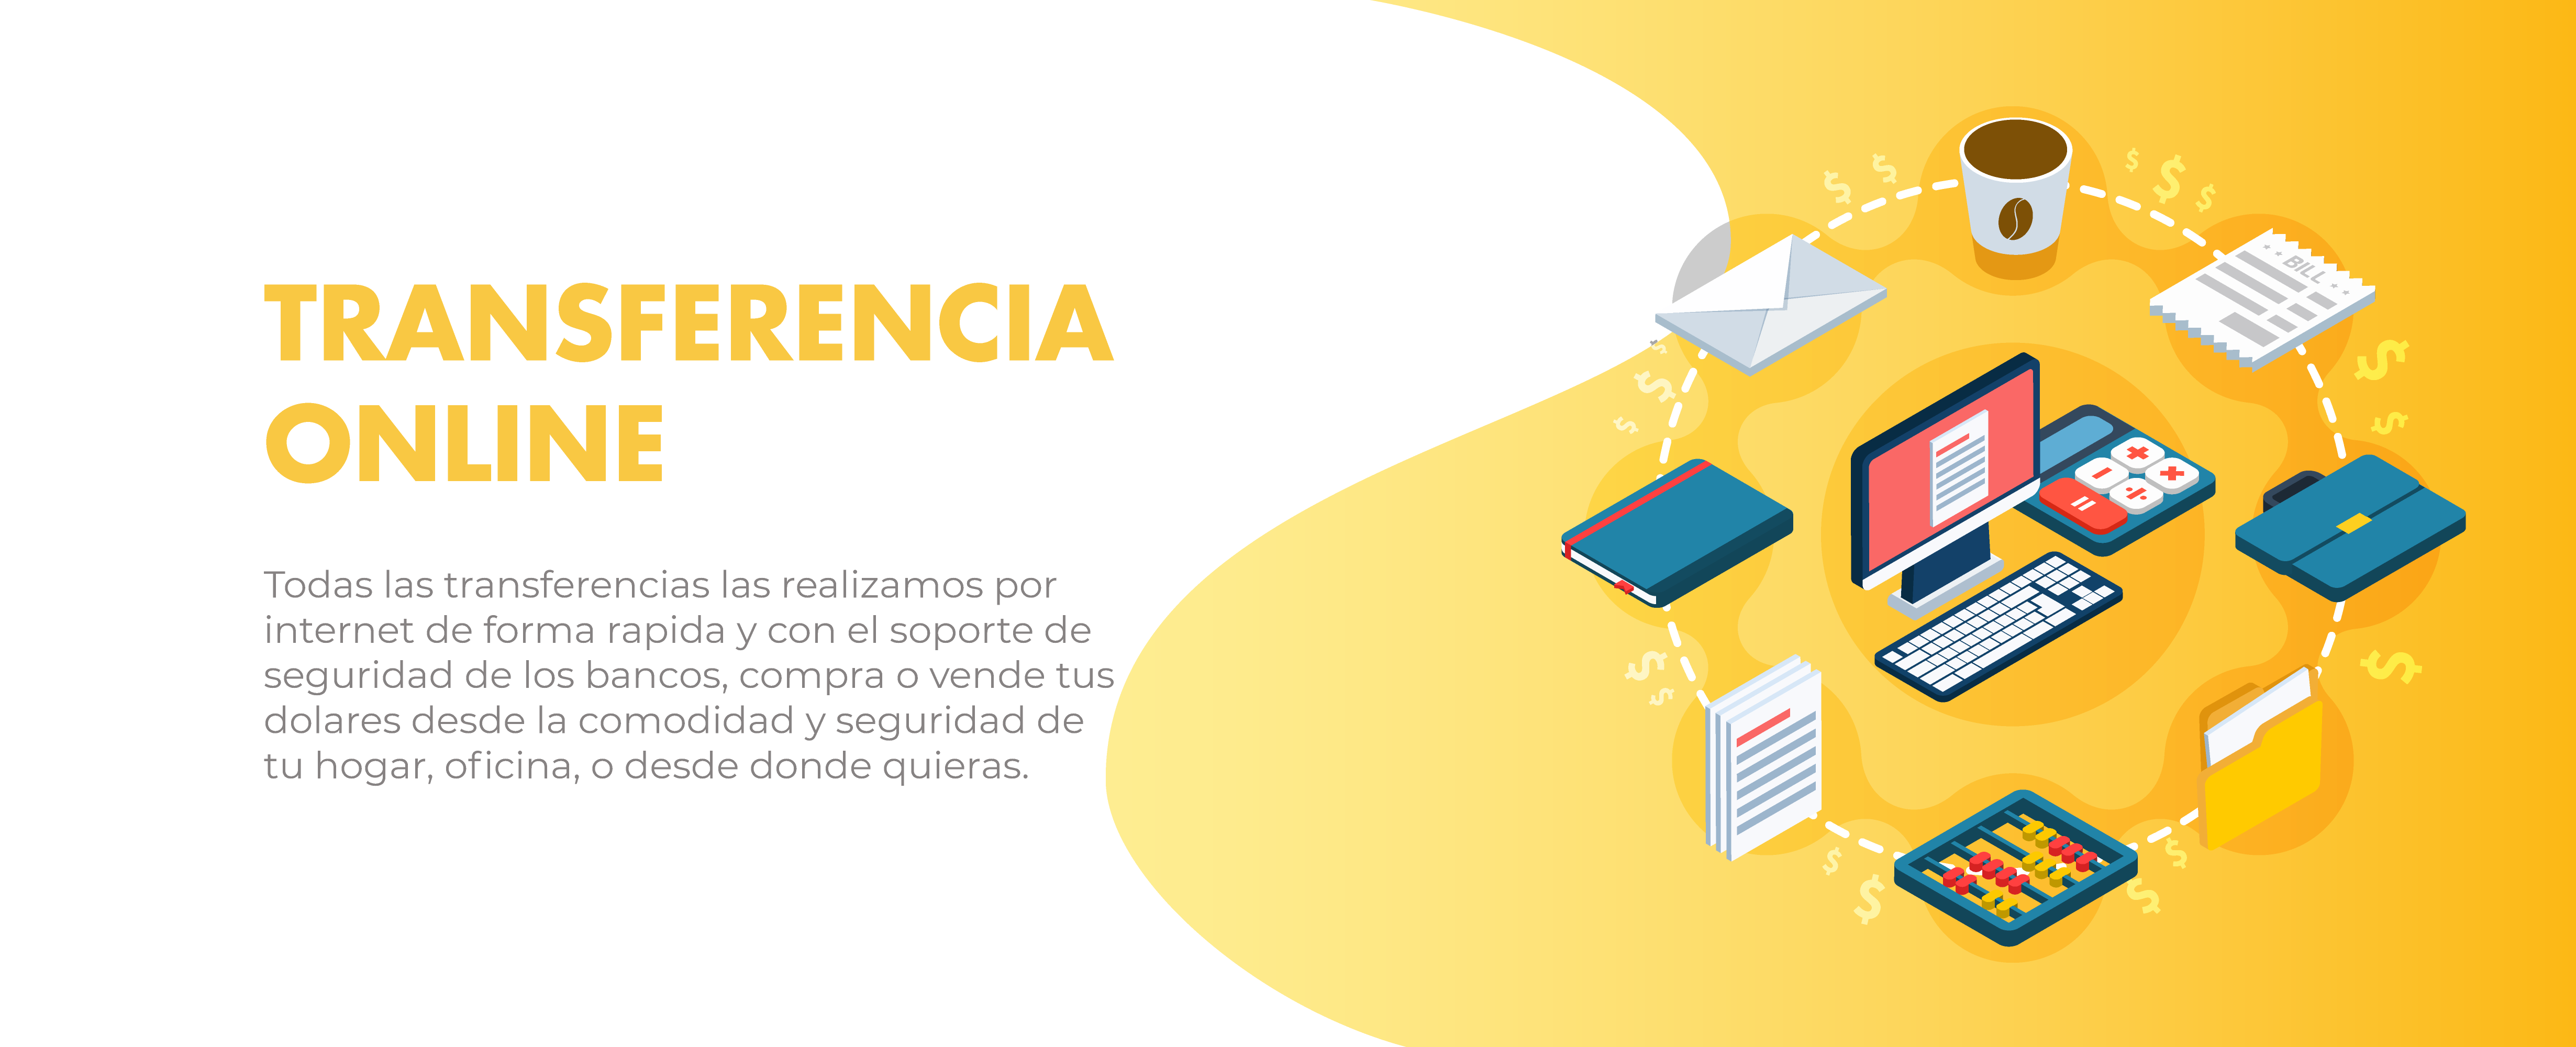 TRANSFERENCIA
ONLINE
Todas las transferencias las realizamos por
internet de forma rapida y con el soporte de
seguridad de los bancos, compra o vende tus
dolares desde la comodidad y seguridad de
tu hogar, oficina, o desde donde quieras.
BILL